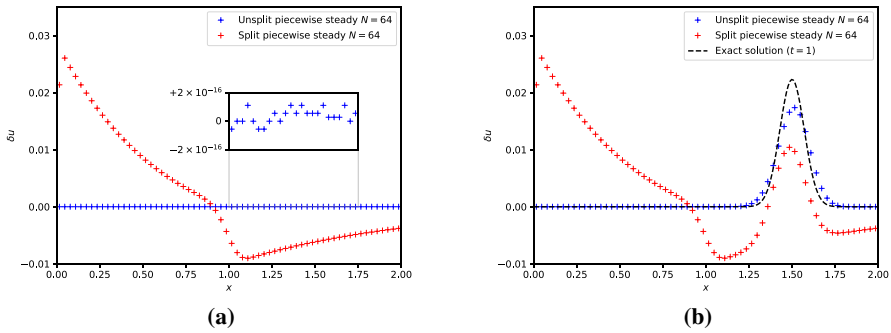 Unsplit piecewise steady N = 64
Split piecewise steady N = 64
0.03
0.02
0.01
0.00
−0.01
δu
+2 × 10⁻¹⁶
0
−2 × 10⁻¹⁶
0.00 0.25 0.50 0.75 1.00 1.25 1.50 1.75 2.00
x
(a)
Unsplit piecewise steady N = 64
Split piecewise steady N = 64
Exact solution (t = 1)
0.03
0.02
0.01
0.00
−0.01
δu
0.00 0.25 0.50 0.75 1.00 1.25 1.50 1.75 2.00
x
(b)